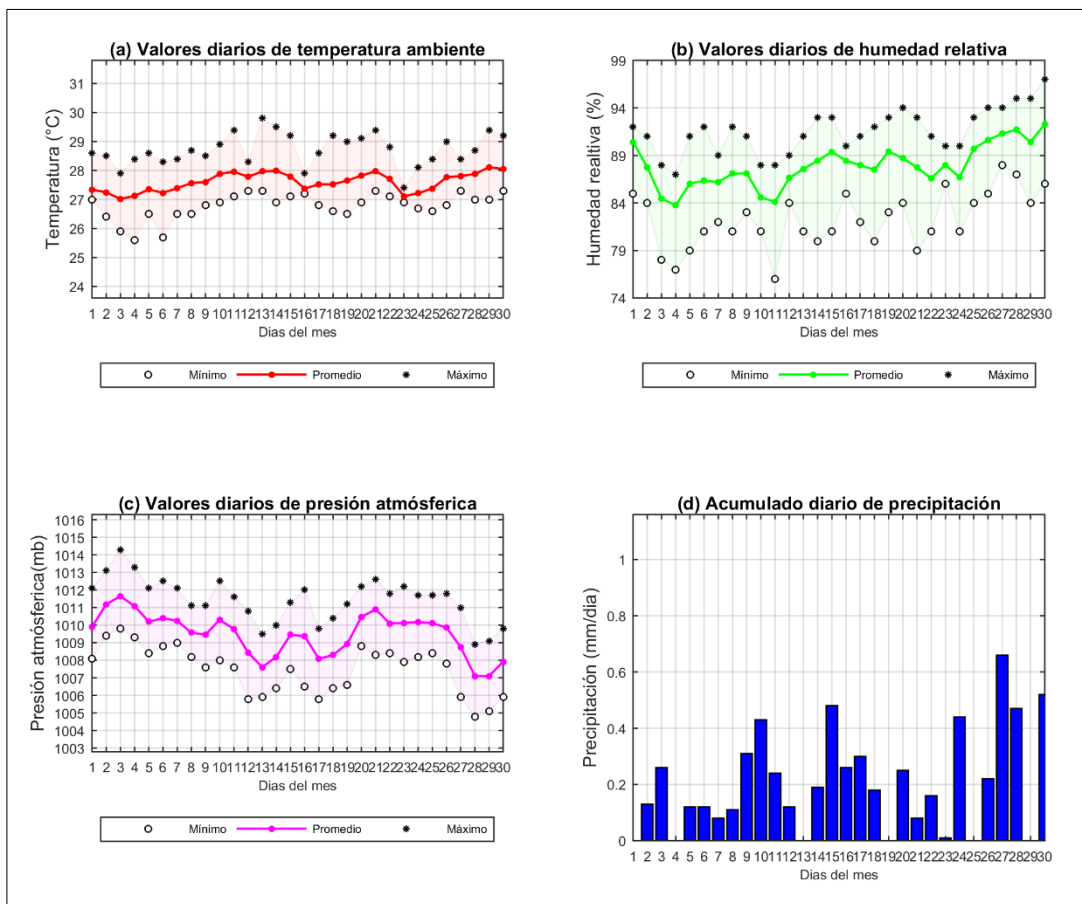 (a) Valores diarios de temperatura ambiente
31
30
29
28
27
26
25
24
Temperatura (°C)
1 2 3 4 5 6 7 8 9 10 11 12 13 14 15 16 17 18 19 20 21 22 23 24 25 26 27 28 29 30
Dias del mes
Mínimo Promedio Máximo
(b) Valores diarios de humedad relativa
99
94
89
84
79
74
Humedad realtiva (%)
1 2 3 4 5 6 7 8 9 10 11 12 13 14 15 16 17 18 19 20 21 22 23 24 25 26 27 28 29 30
Dias del mes
Mínimo Promedio Máximo
(c) Valores diarios de presión atmósferica
1016
1015
1014
1013
1012
1011
1010
1009
1008
1007
1006
1005
1004
1003
Presión atmósferica(mb)
1 2 3 4 5 6 7 8 9 10 11 12 13 14 15 16 17 18 19 20 21 22 23 24 25 26 27 28 29 30
Dias del mes
Mínimo Promedio Máximo
(d) Acumulado diario de precipitación
1
0.8
0.6
0.4
0.2
0
Precipitación (mm/dia)
1 2 3 4 5 6 7 8 9 10 11 12 13 14 15 16 17 18 19 20 21 22 23 24 25 26 27 28 29 30
Dias del mes